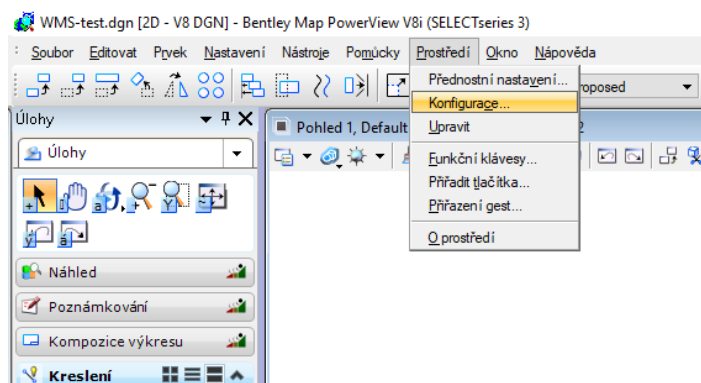 WMS-test.dgn [2D - V8 DGN] - Bentley Map PowerView V8i (SELECTseries 3)
Soubor Editovat Prvek Nastavení Nástroje Pomůcky Prostředí Okno Nápověda
Přednostní nastavení...
roposed
Konfigurace...
Úlohy
Pohled 1, Default
Upravit
Úlohy
Funkční klávesy...
Přiřadit tlačítka...
Přiřazení gest...
O prostředí
Náhled
Poznámkování
Kompozice výkresu
Kreslení